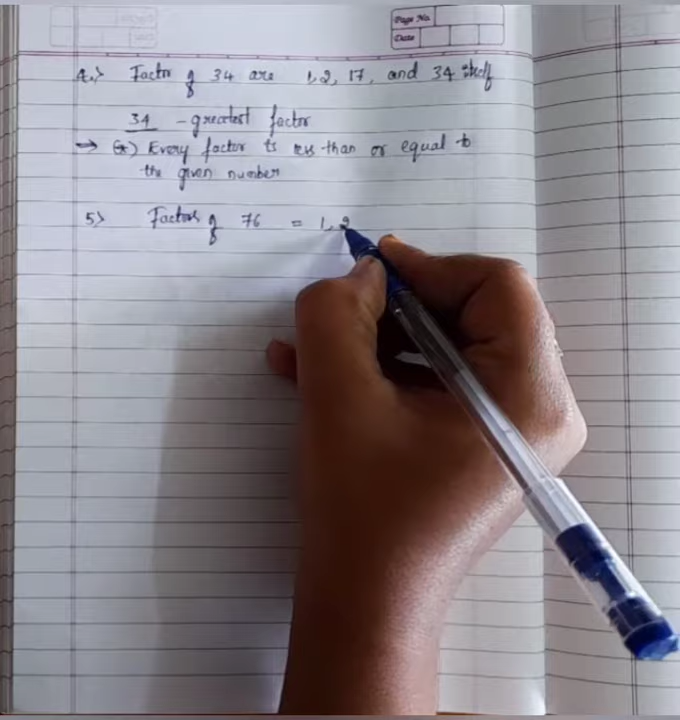 Page No.
Date
4.> Factor of 34 are 1, 2, 17, and 34 itself
34 - greatest factor
→ (*) Every factor is less than or equal to
the given number
5> Factors of 76 = 1, 2